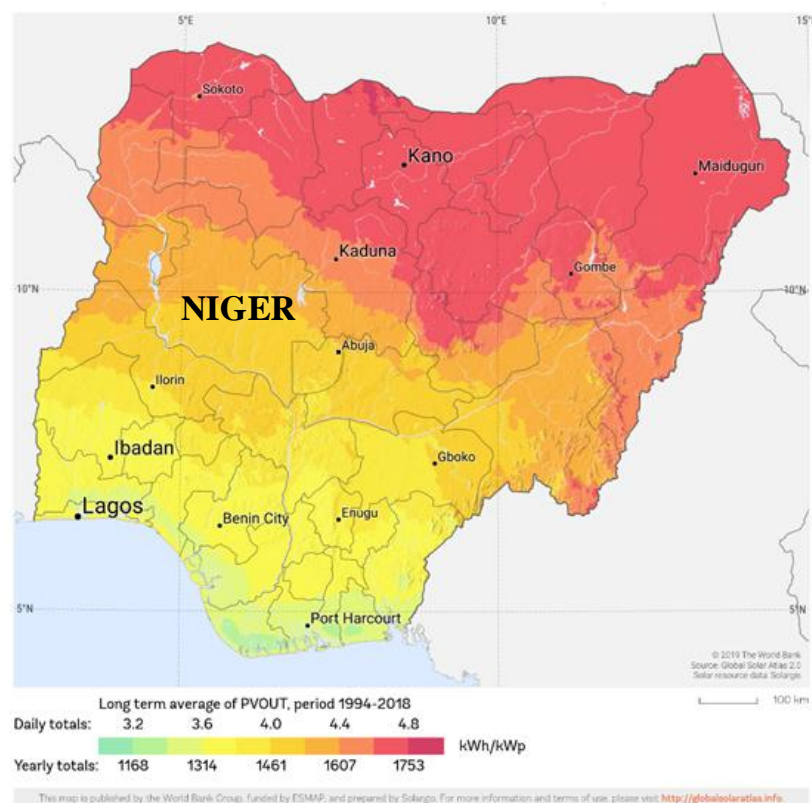 5°E 10°E 15°E
Sokoto
Kano
Maiduguri
Kaduna
Gombe
10°N 10°N
NIGER
Abuja
Ilorin
Ibadan
Gboko
Lagos
Benin City
Enugu
5°N 5°N
Port Harcourt
© 2019 The World Bank
Source: Global Solar Atlas 2.0
Solar resource data: Solargis
100 km
Long term average of PVOUT, period 1994-2018
Daily totals: 3.2 3.6 4.0 4.4 4.8
kWh/kWp
Yearly totals: 1168 1314 1461 1607 1753
This map is published by the World Bank Group, funded by ESMAP, and prepared by Solargis. For more information and terms of use, please visit http://globalsolaratlas.info.